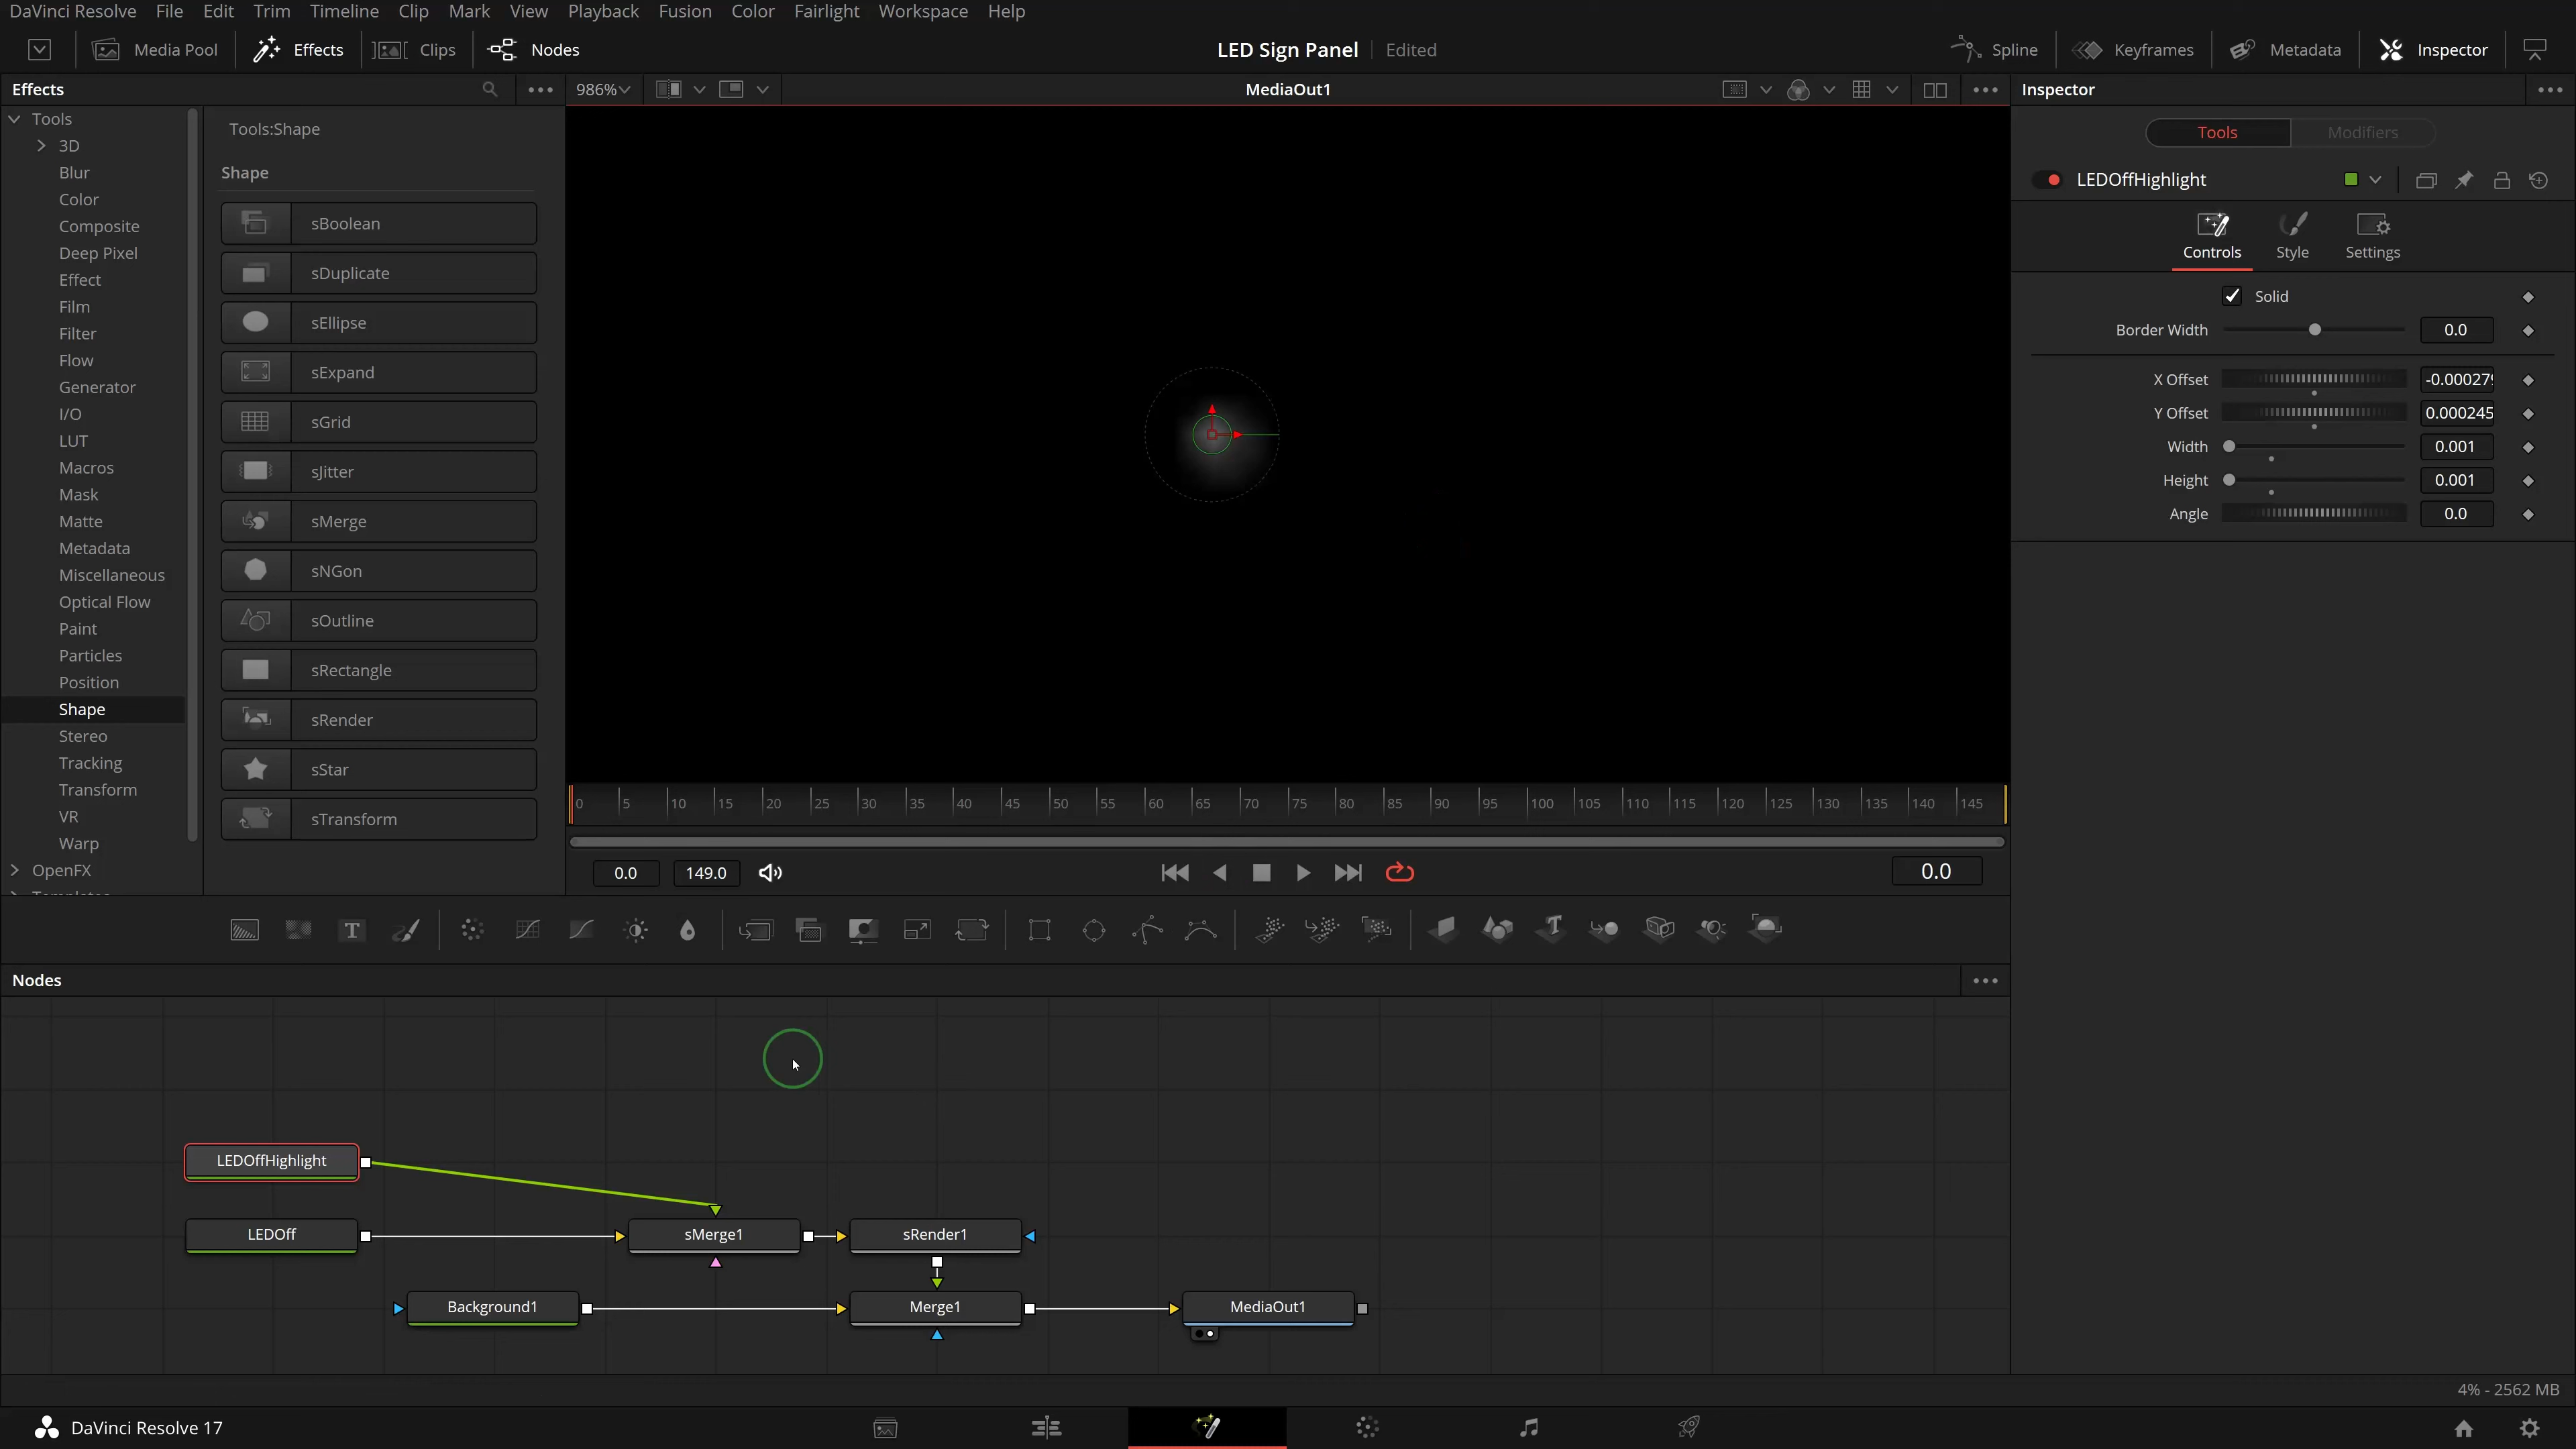 DaVinci Resolve File Edit Trim Timeline Clip Mark View Playback Fusion Color Fairlight Workspace Help
Media Pool Effects Clips Nodes LED Sign Panel Edited Spline Keyframes Metadata Inspector
Effects 986% MediaOut1 Inspector
Tools
3D
Blur
Color
Composite
Deep Pixel
Effect
Film
Filter
Flow
Generator
I/O
LUT
Macros
Mask
Matte
Metadata
Miscellaneous
Optical Flow
Paint
Particles
Position
Shape
Stereo
Tracking
Transform
VR
Warp
OpenFX
Tools:Shape
Shape
sBoolean
sDuplicate
sEllipse
sExpand
sGrid
sJitter
sMerge
sNGon
sOutline
sRectangle
sRender
sStar
sTransform
0 5 10 15 20 25 30 35 40 45 50 55 60 65 70 75 80 85 90 95 100 105 110 115 120 125 130 135 140 145
0.0 149.0 0.0
Tools Modifiers
LEDOffHighlight
Controls Style Settings
Solid
Border Width 0.0
X Offset -0.00027
Y Offset 0.000245
Width 0.001
Height 0.001
Angle 0.0
T T
Nodes
LEDOffHighlight
LEDOff sMerge1 sRender1
Background1 Merge1 MediaOut1
4% - 2562 MB
DaVinci Resolve 17